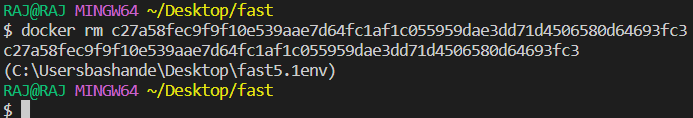 RAJ@RAJ MINGW64 ~/Desktop/fast
$ docker rm c27a58fec9f9f10e539aae7d64fc1af1c055959dae3dd71d4506580d64693fc3
c27a58fec9f9f10e539aae7d64fc1af1c055959dae3dd71d4506580d64693fc3
(C:\Usersbashande\Desktop\fast5.1env)
RAJ@RAJ MINGW64 ~/Desktop/fast
$